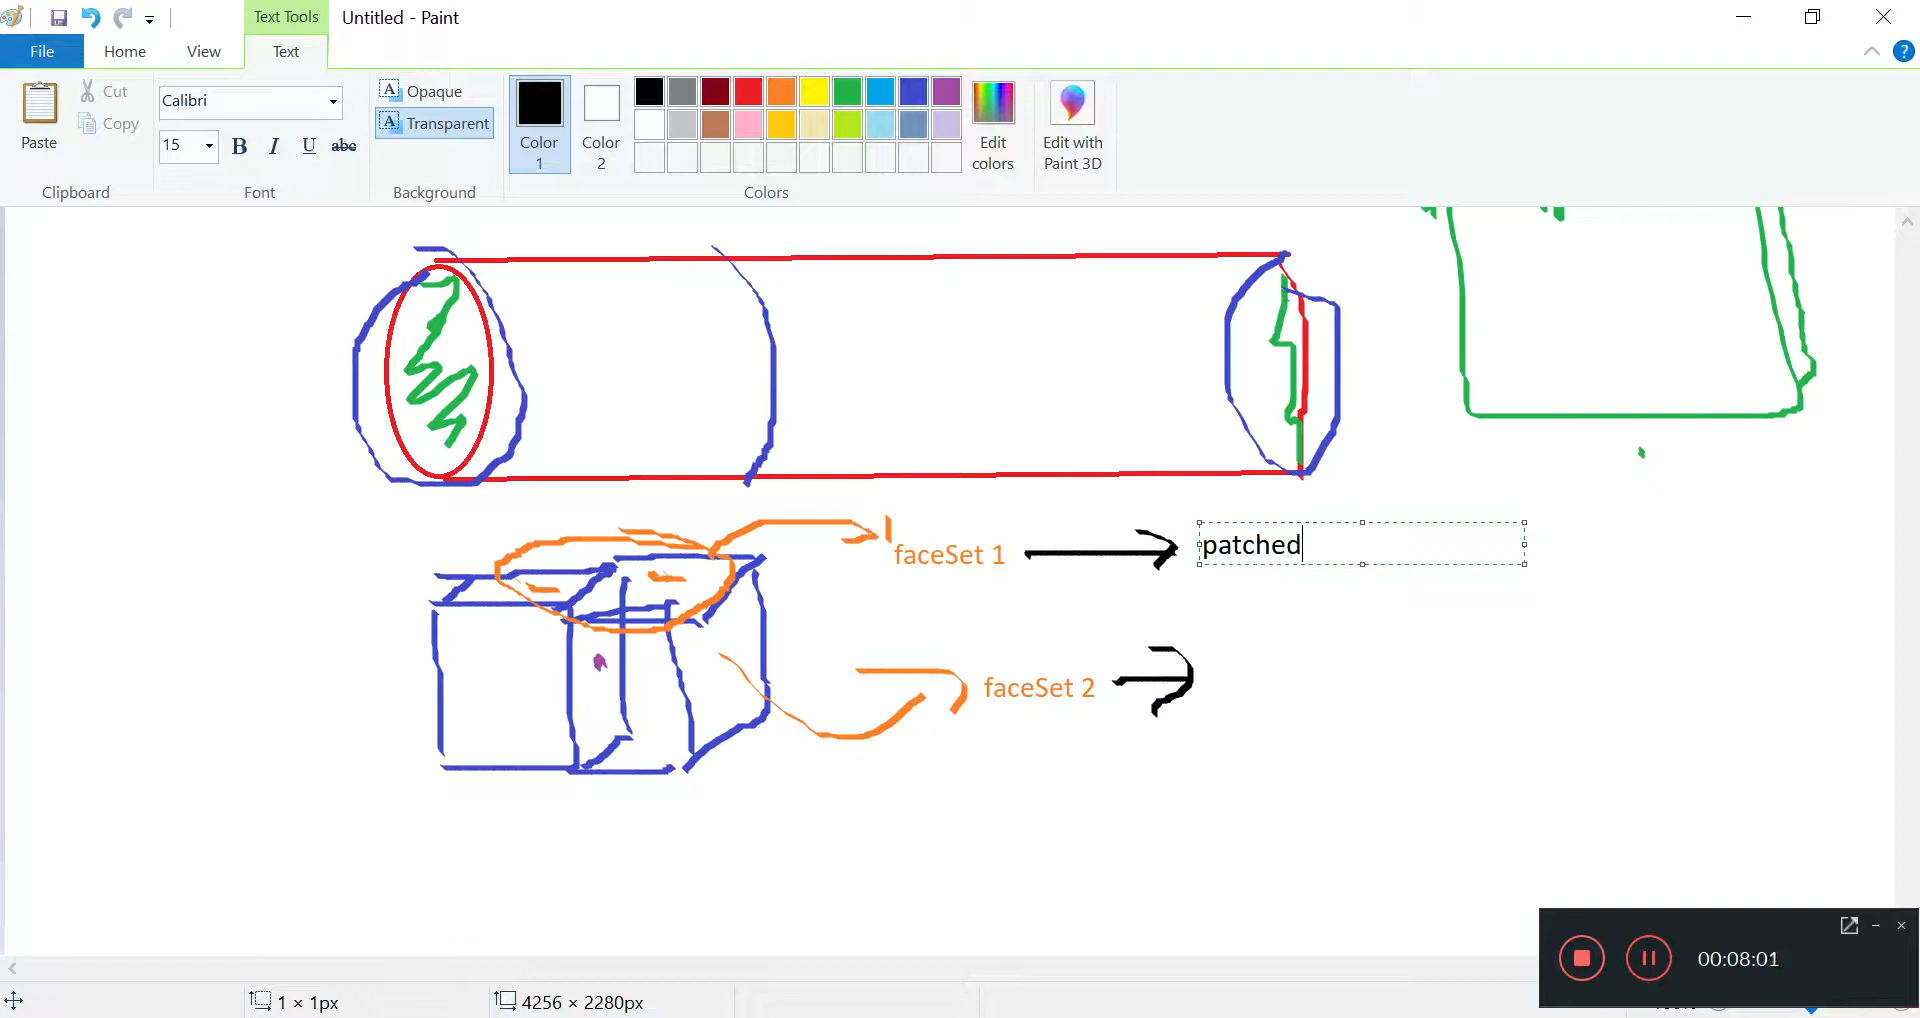 Text Tools
Untitled - Paint
File
Home
View
Text
Paste
Cut
Copy
Clipboard
Calibri
15
B I U abc
Font
A Opaque
A Transparent
Background
Color 1
Color 2
Edit colors
Edit with Paint 3D
Colors
faceSet 1
patched
faceSet 2
1 × 1px
4256 × 2280px
00:08:01